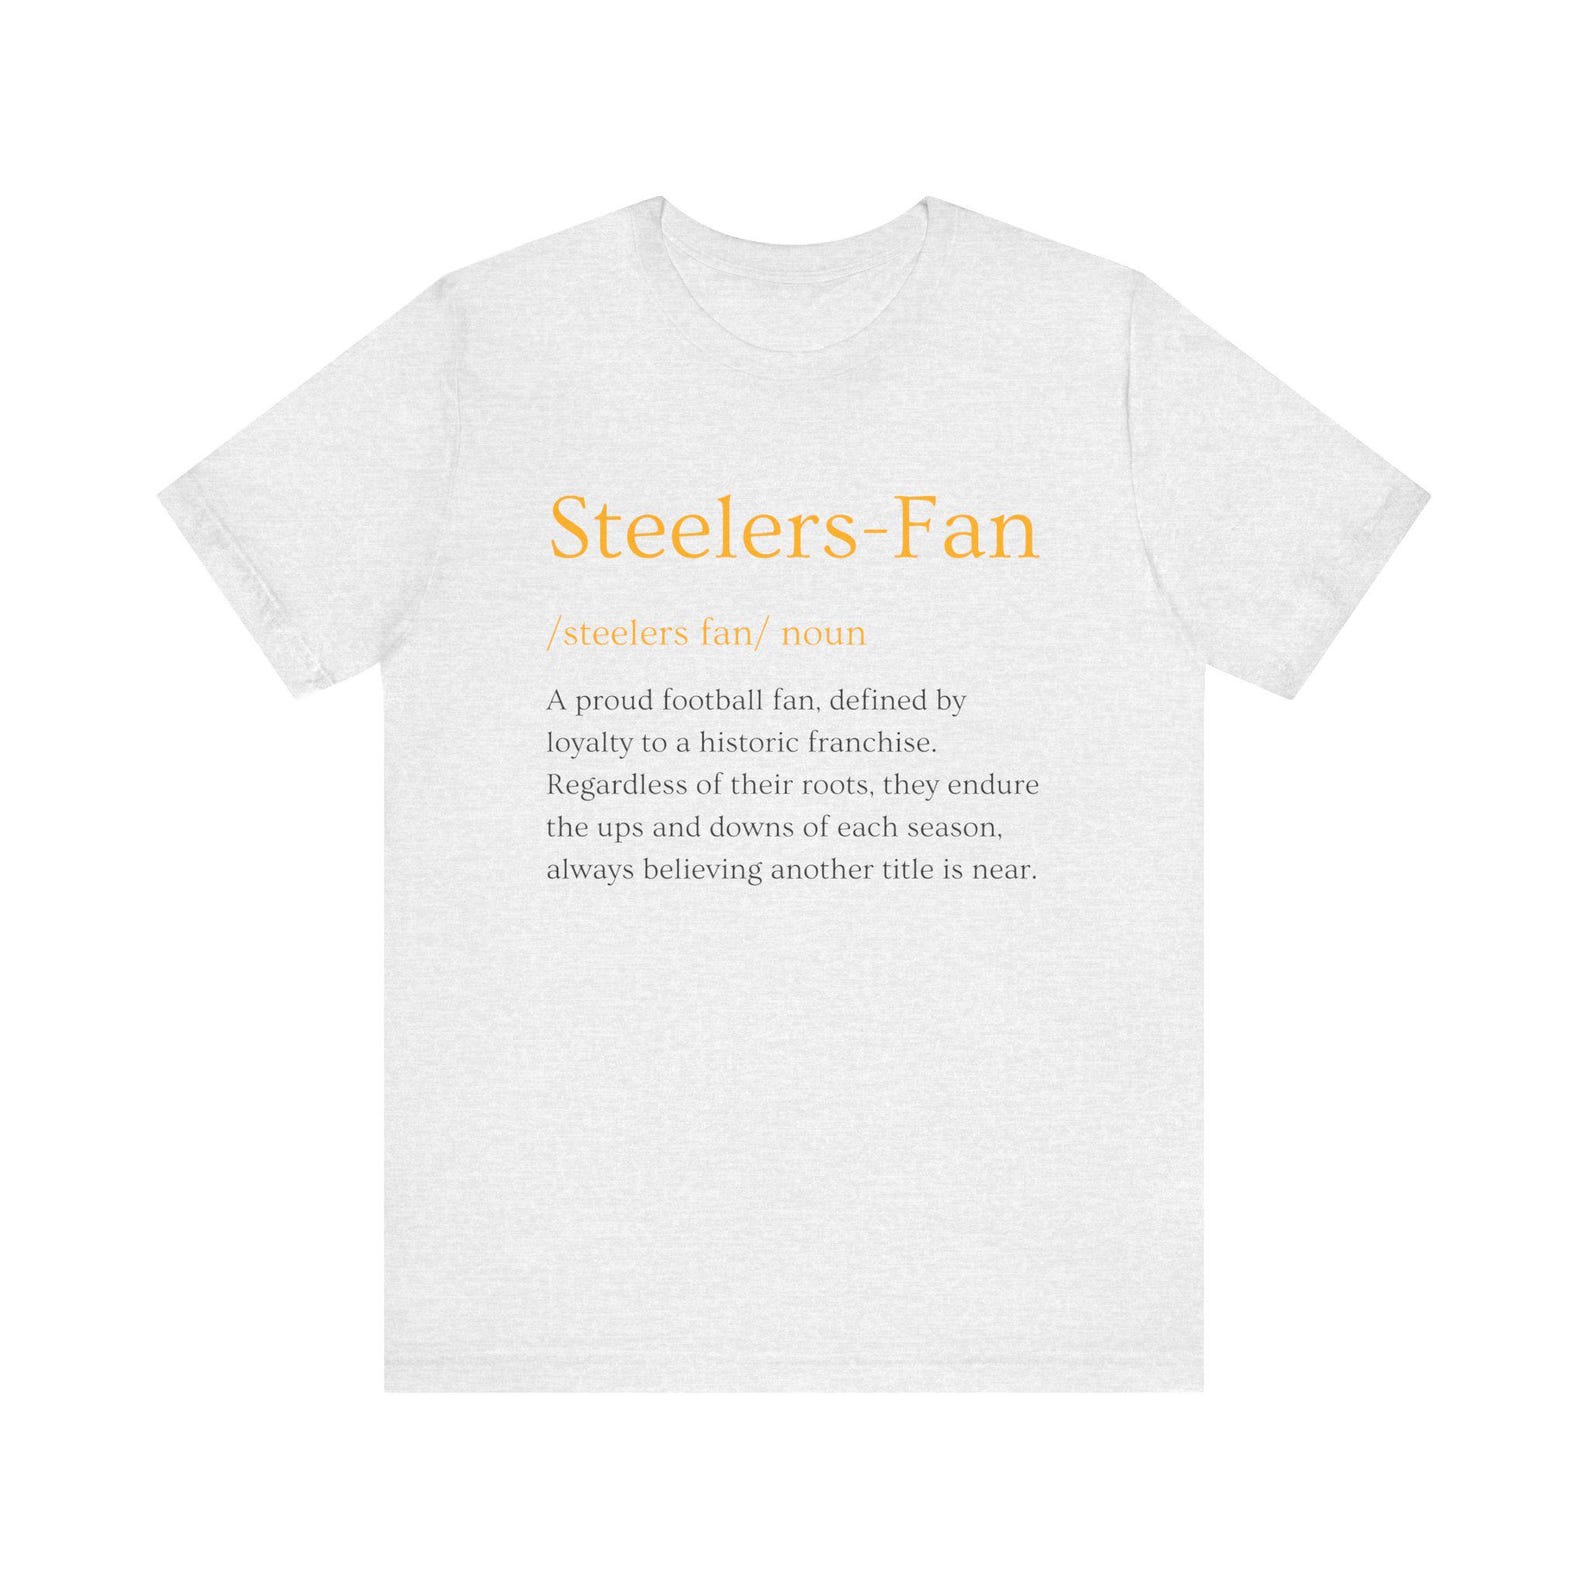 Steelers-Fan
/steelers fan/ noun
A proud football fan, defined by
loyalty to a historic franchise.
Regardless of their roots, they endure
the ups and downs of each season,
always believing another title is near.